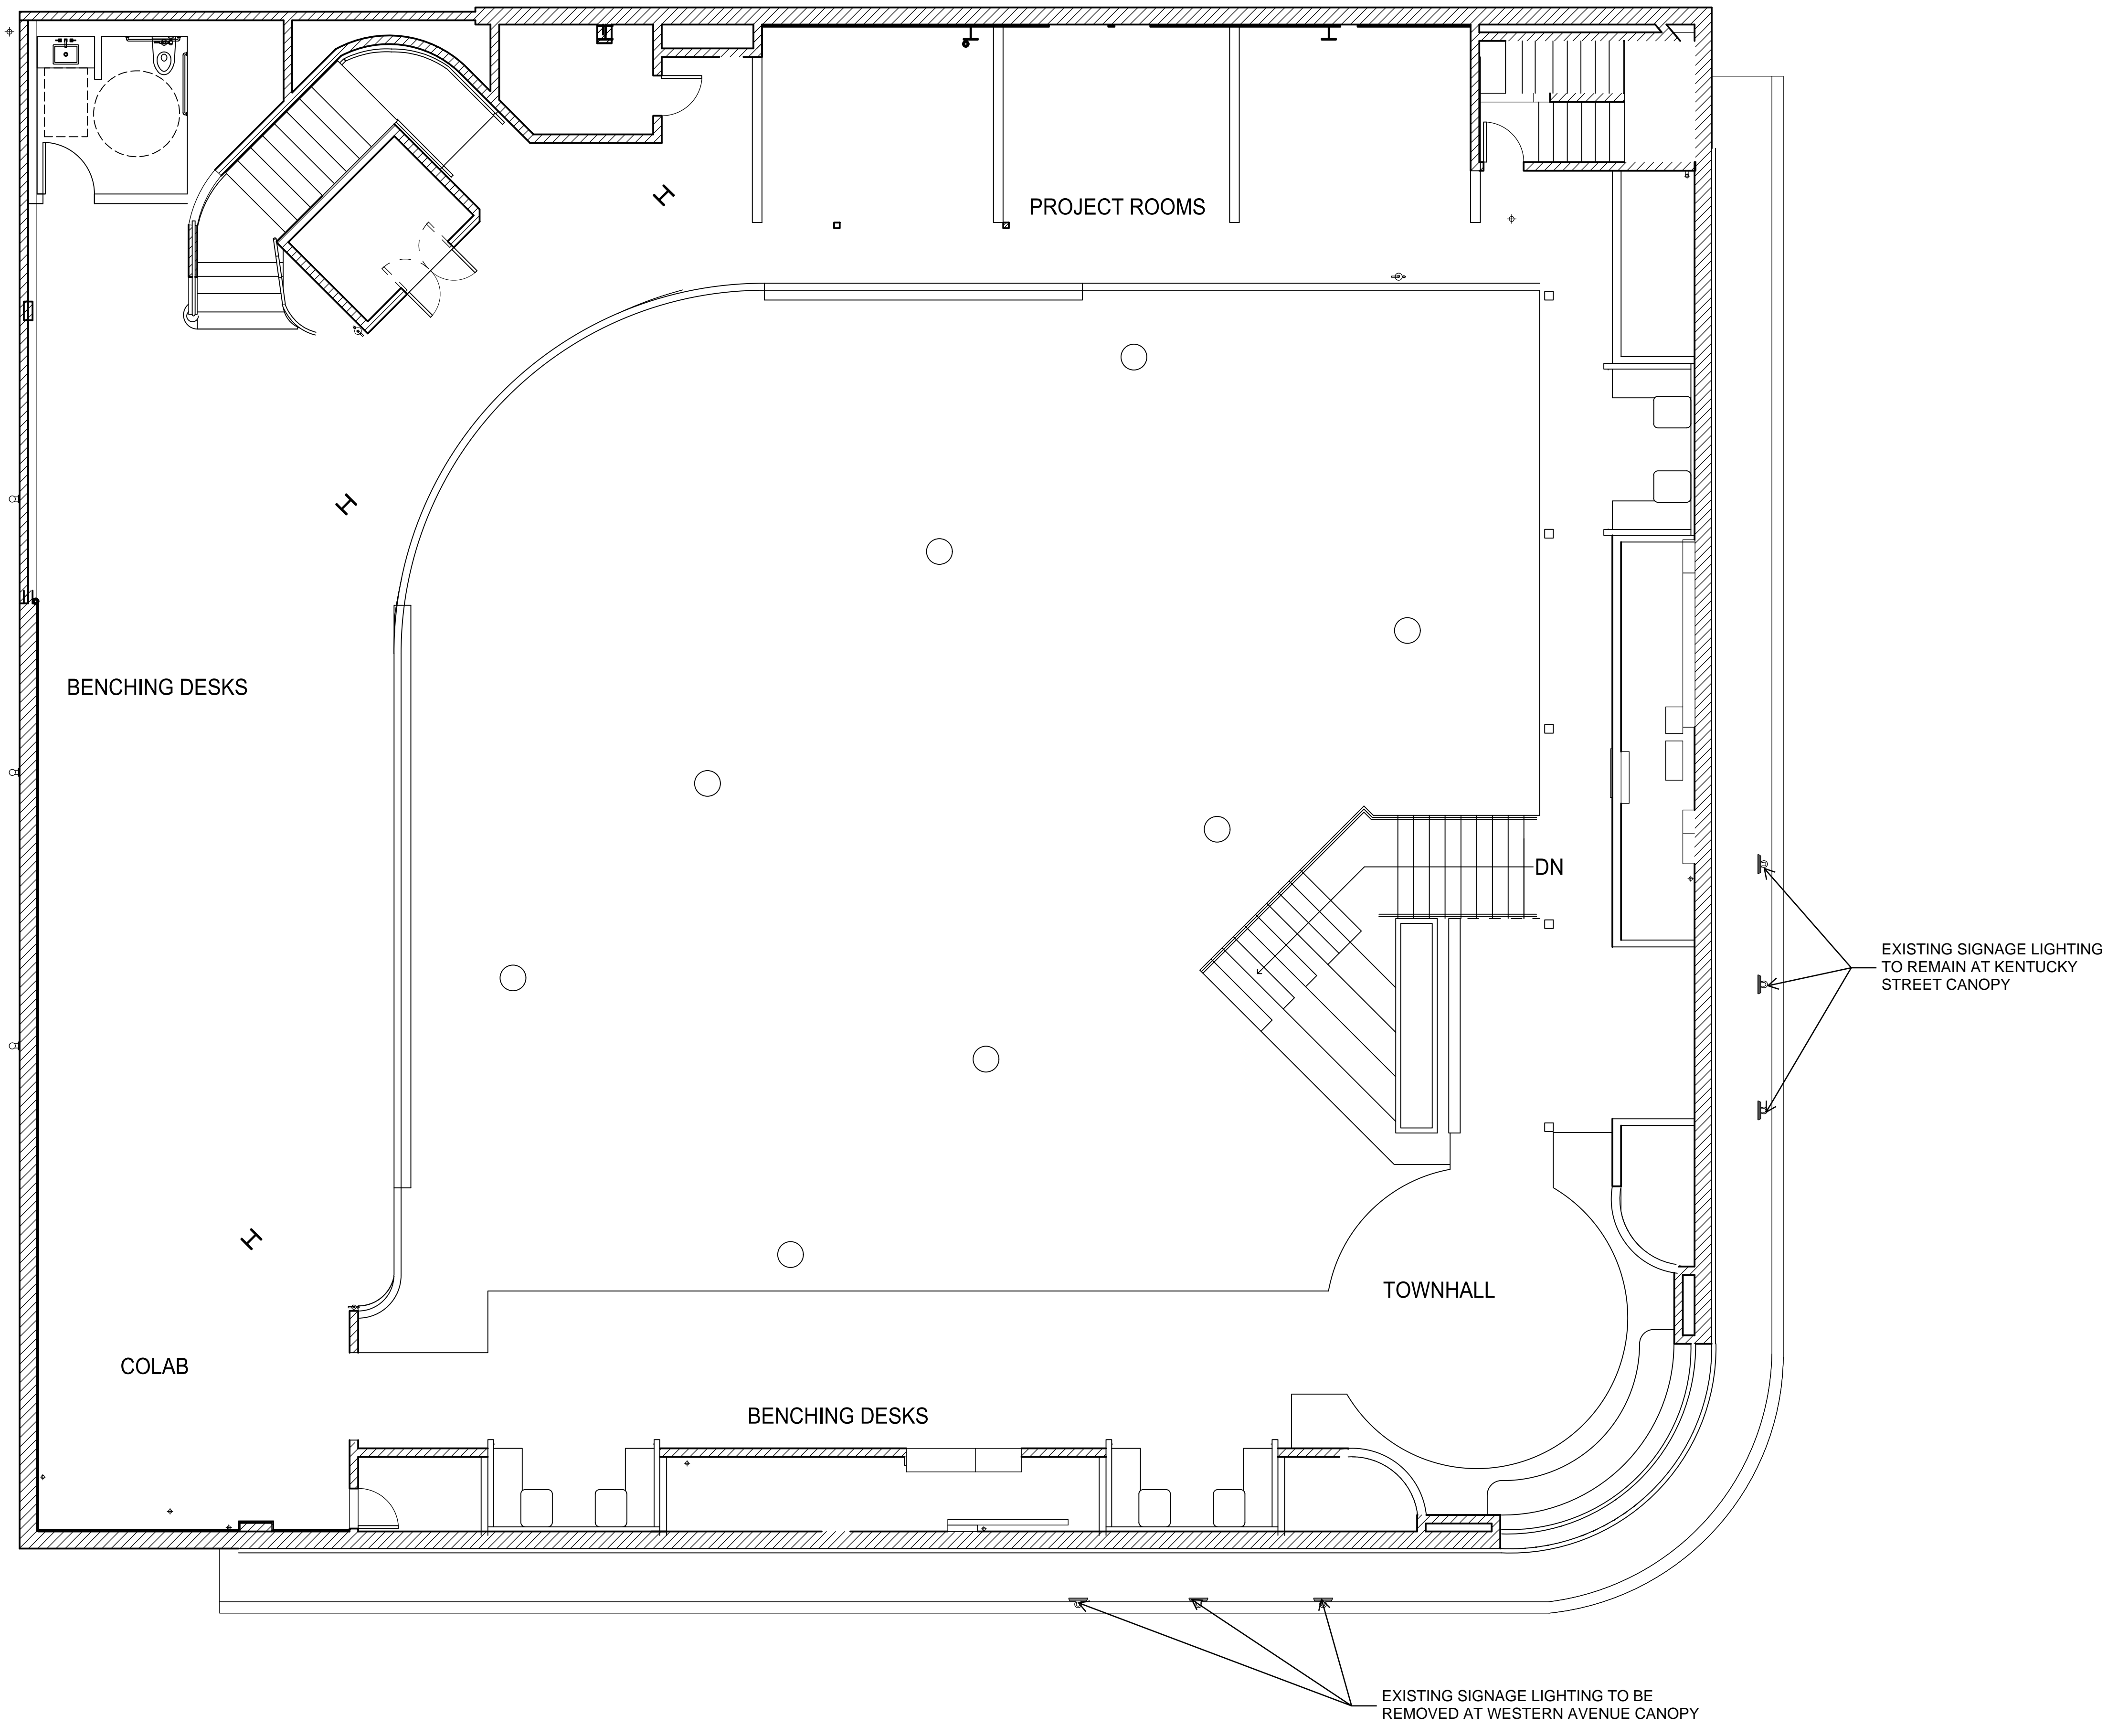 PROJECT ROOMS
BENCHING DESKS
DN
EXISTING SIGNAGE LIGHTING
TO REMAIN AT KENTUCKY
STREET CANOPY
TOWNHALL
COLAB
BENCHING DESKS
EXISTING SIGNAGE LIGHTING TO BE
REMOVED AT WESTERN AVENUE CANOPY